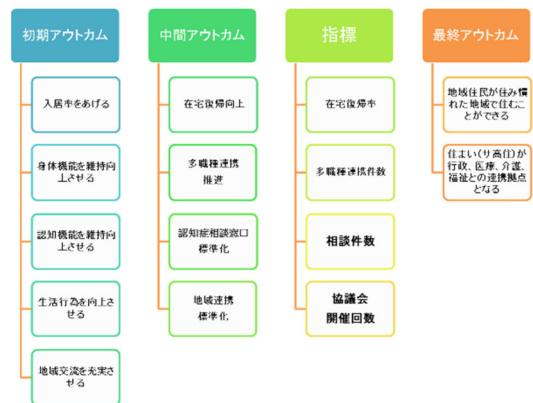 初期アウトカム
入居率をあげる
身体機能を維持向
上させる
認知機能を維持向
上させる
生活行為を向上さ
せる
地域交流を充実さ
せる
中間アウトカム
在宅復帰向上
多職種連携
推進
認知症相談窓口
標準化
地域連携
標準化
指標
在宅復帰率
多職種連携件数
相談件数
協議会
開催回数
最終アウトカム
地域住民が住み慣
れた地域で住むこ
とができる
住まい(サ高住)が
行政、医療、介護、
福祉との連携拠点
となる